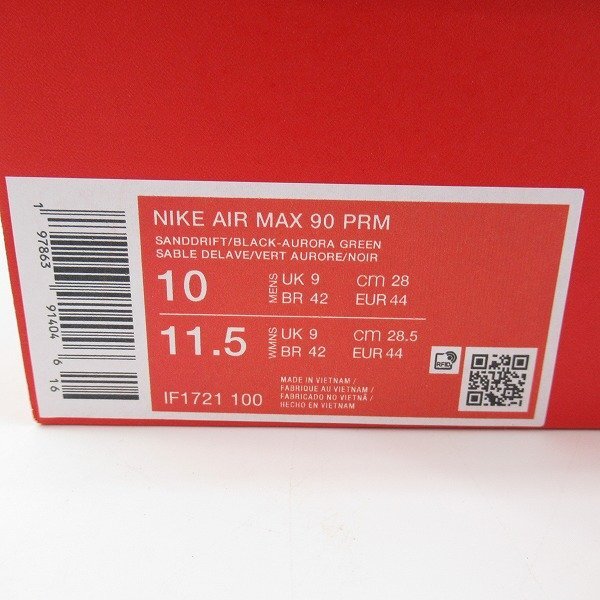 NIKE AIR MAX 90 PRM
SANDDRIFT/BLACK-AURORA GREEN
SABLE DELAVE/VERT AURORE/NOIR
10 MENS UK 9 CM 28
BR 42 EUR 44
11.5 WMNS UK 9 CM 28.5
BR 42 EUR 44
IF1721 100
MADE IN VIETNAM /
FABRIQUE AU VIETNAM /
FABRICADO NO VIETNÃ /
HECHO EN VIETNAM
RFID
1 97863 91404 6 16